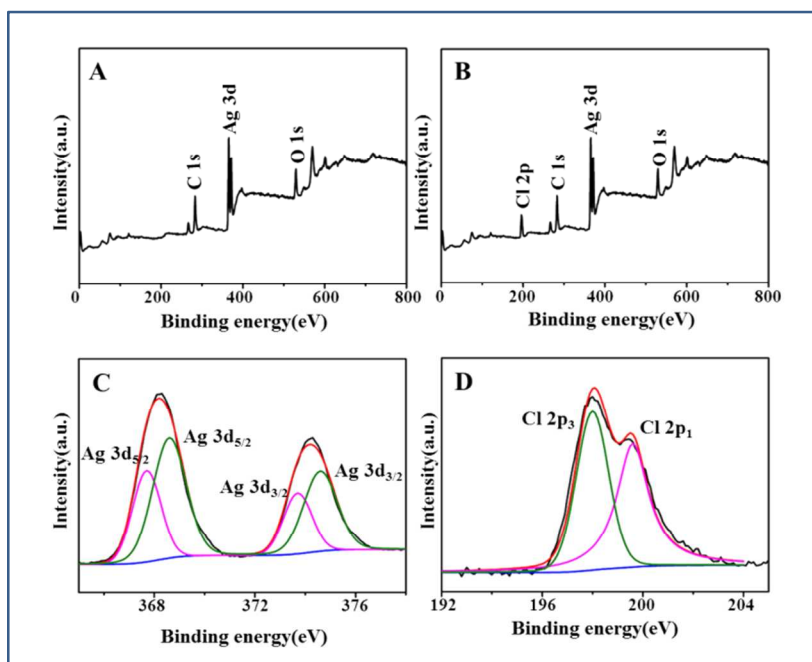 A
Intensity(a.u.)
C 1s
Ag 3d
O 1s
0 200 400 600 800
Binding energy(eV)
B
Intensity(a.u.)
Cl 2p
C 1s
Ag 3d
O 1s
0 200 400 600 800
Binding energy(eV)
C
Intensity(a.u.)
Ag 3d5/2
Ag 3d5/2
Ag 3d3/2
Ag 3d3/2
368 372 376
Binding energy(eV)
D
Intensity(a.u.)
Cl 2p3
Cl 2p1
192 196 200 204
Binding energy(eV)